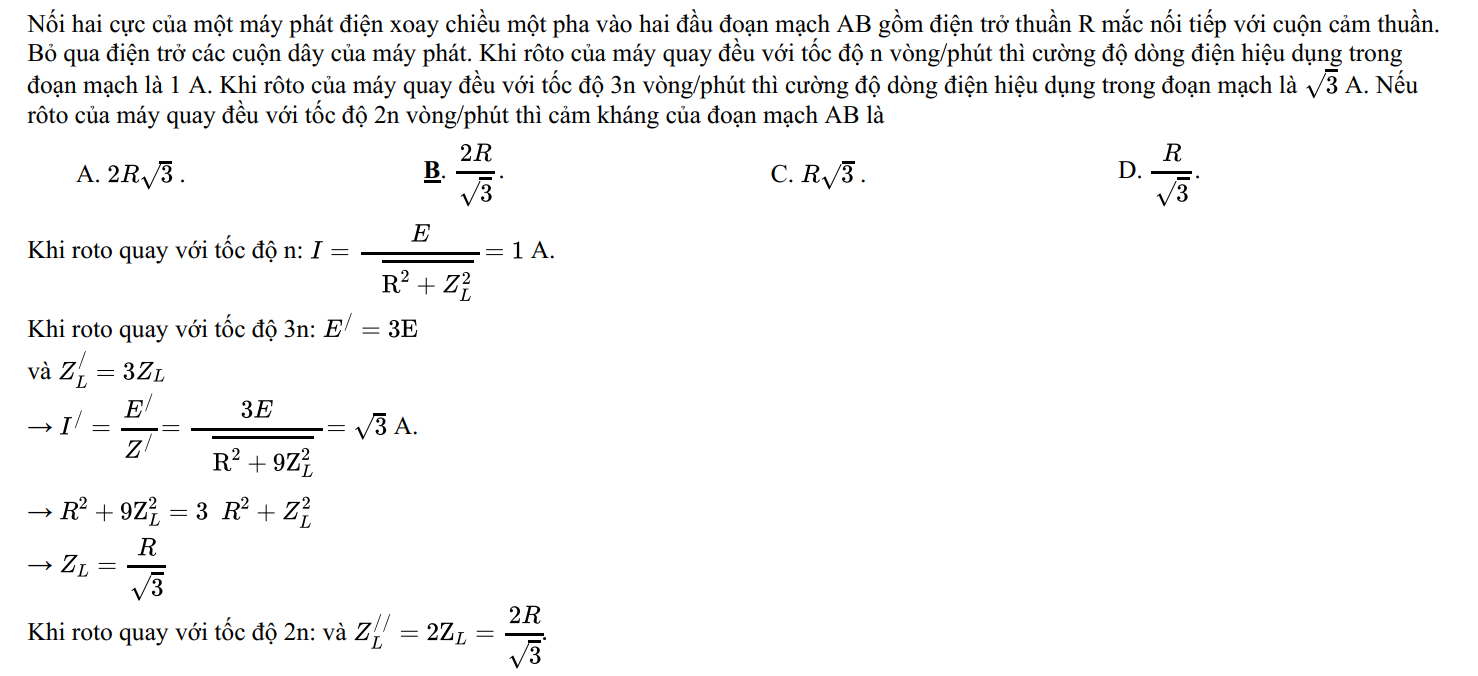 Nối hai cực của một máy phát điện xoay chiều một pha vào hai đầu đoạn mạch AB gồm điện trở thuần R mắc nối tiếp với cuộn cảm thuần.
Bỏ qua điện trở các cuộn dây của máy phát. Khi rôto của máy quay đều với tốc độ n vòng/phút thì cường độ dòng điện hiệu dụng trong
đoạn mạch là 1 A. Khi rôto của máy quay đều với tốc độ 3n vòng/phút thì cường độ dòng điện hiệu dụng trong đoạn mạch là $\sqrt{3}$ A. Nếu
rôto của máy quay đều với tốc độ 2n vòng/phút thì cảm kháng của đoạn mạch AB là
A. $2R\sqrt{3}$ . B. $\frac{2R}{\sqrt{3}}$. C. $R\sqrt{3}$ . D. $\frac{R}{\sqrt{3}}$.
Khi roto quay với tốc độ n: $I = \frac{E}{\overline{R^2 + Z_L^2}} = 1$ A.
Khi roto quay với tốc độ 3n: $E^/ = 3E$
và $Z_L^/ = 3Z_L$
$\rightarrow I^/ = \frac{E^/}{Z^/} = \frac{3E}{\overline{R^2 + 9Z_L^2}} = \sqrt{3}$ A.
$\rightarrow R^2 + 9Z_L^2 = 3 \;\; R^2 + Z_L^2$
$\rightarrow Z_L = \frac{R}{\sqrt{3}}$
Khi roto quay với tốc độ 2n: và $Z_L^{//} = 2Z_L = \frac{2R}{\sqrt{3}}$.